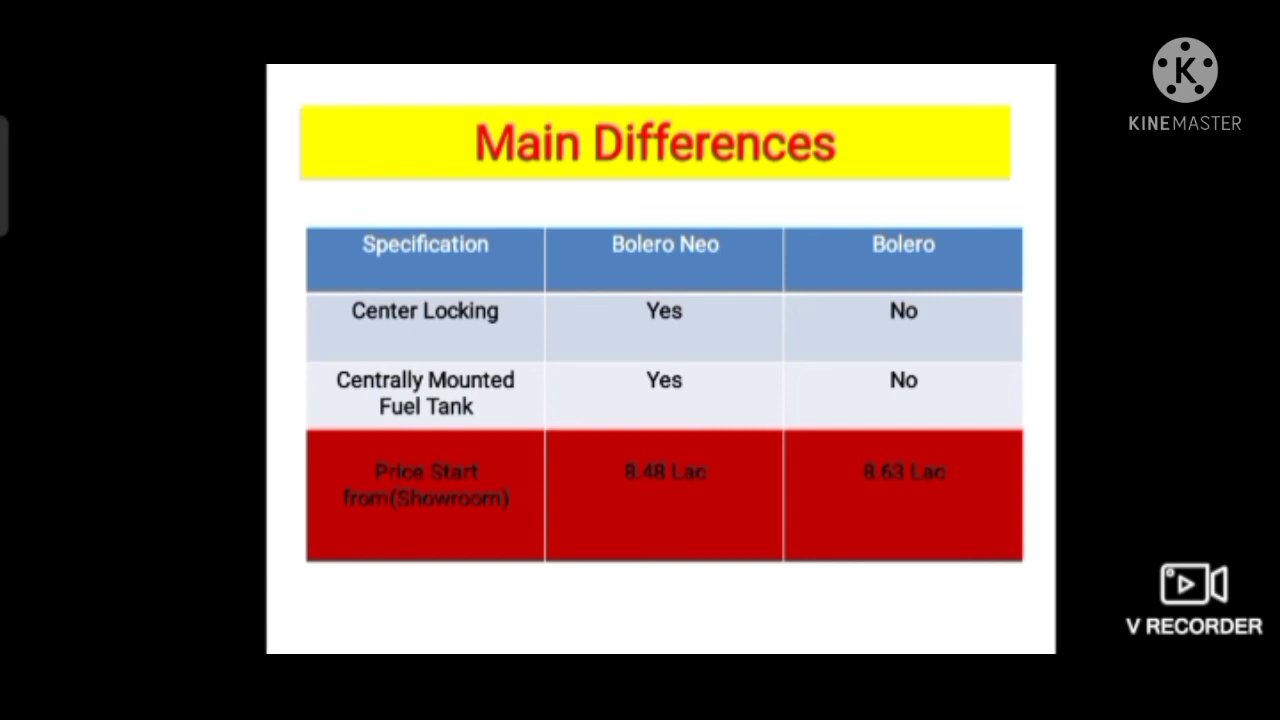 Main Differences
Specification Bolero Neo Bolero
Center Locking Yes No
Centrally Mounted Yes No
Fuel Tank
Price Start 8.48 Lac 8.63 Lac
from(Showroom)
K
KINEMASTER
V RECORDER